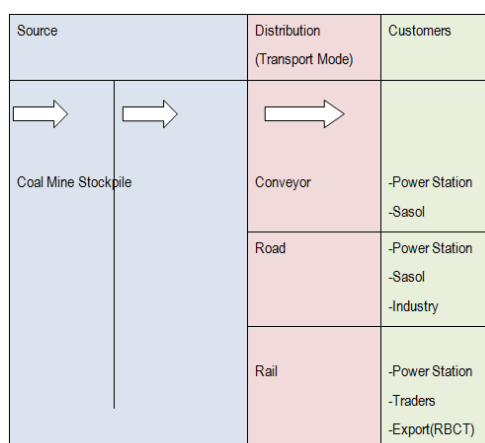 Source
Distribution
(Transport Mode)
Customers
Coal Mine Stockpile
Conveyor
-Power Station
-Sasol
Road
-Power Station
-Sasol
-Industry
Rail
-Power Station
-Traders
-Export(RBCT)